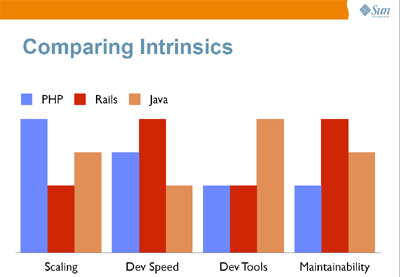 Sun
Comparing Intrinsics
PHP Rails Java
Scaling Dev Speed Dev Tools Maintainability